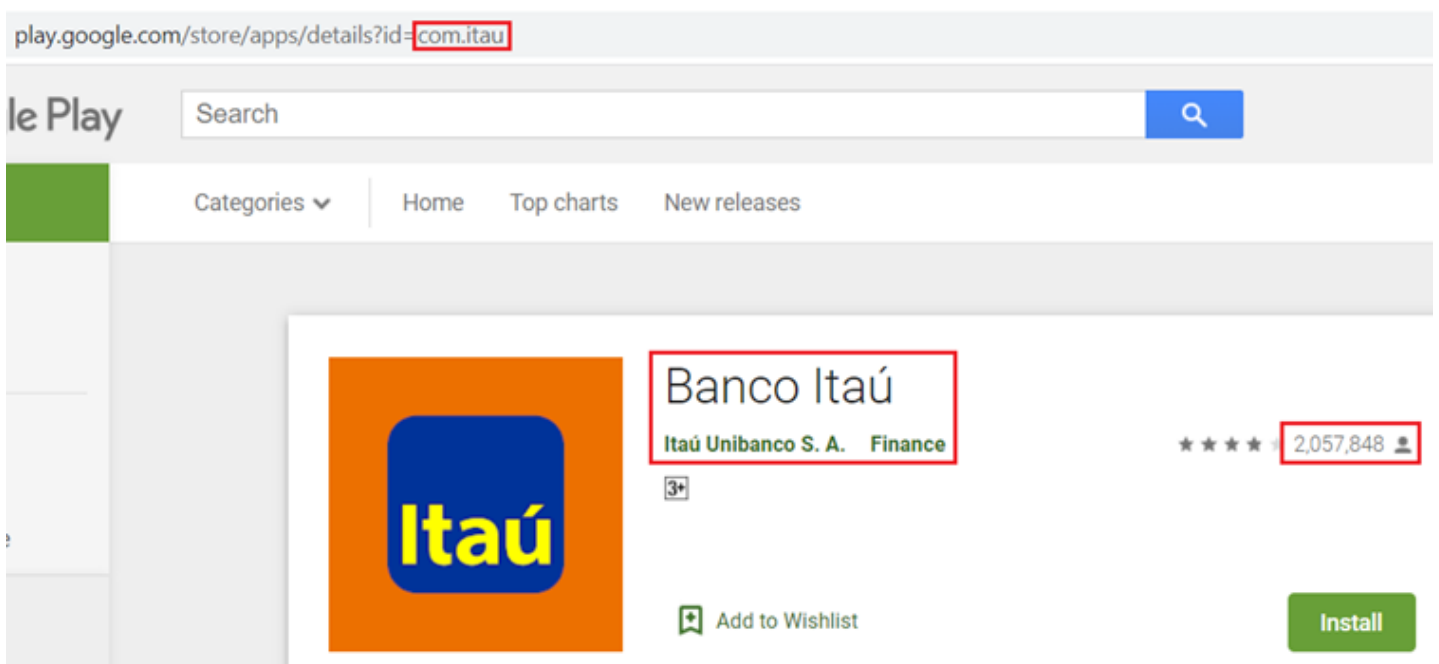 play.google.com/store/apps/details?id=com.itau
le Play
Search
Categories
Home
Top charts
New releases
Itaú
Banco Itaú
Itaú Unibanco S. A. Finance
2,057,848
3+
Add to Wishlist
Install